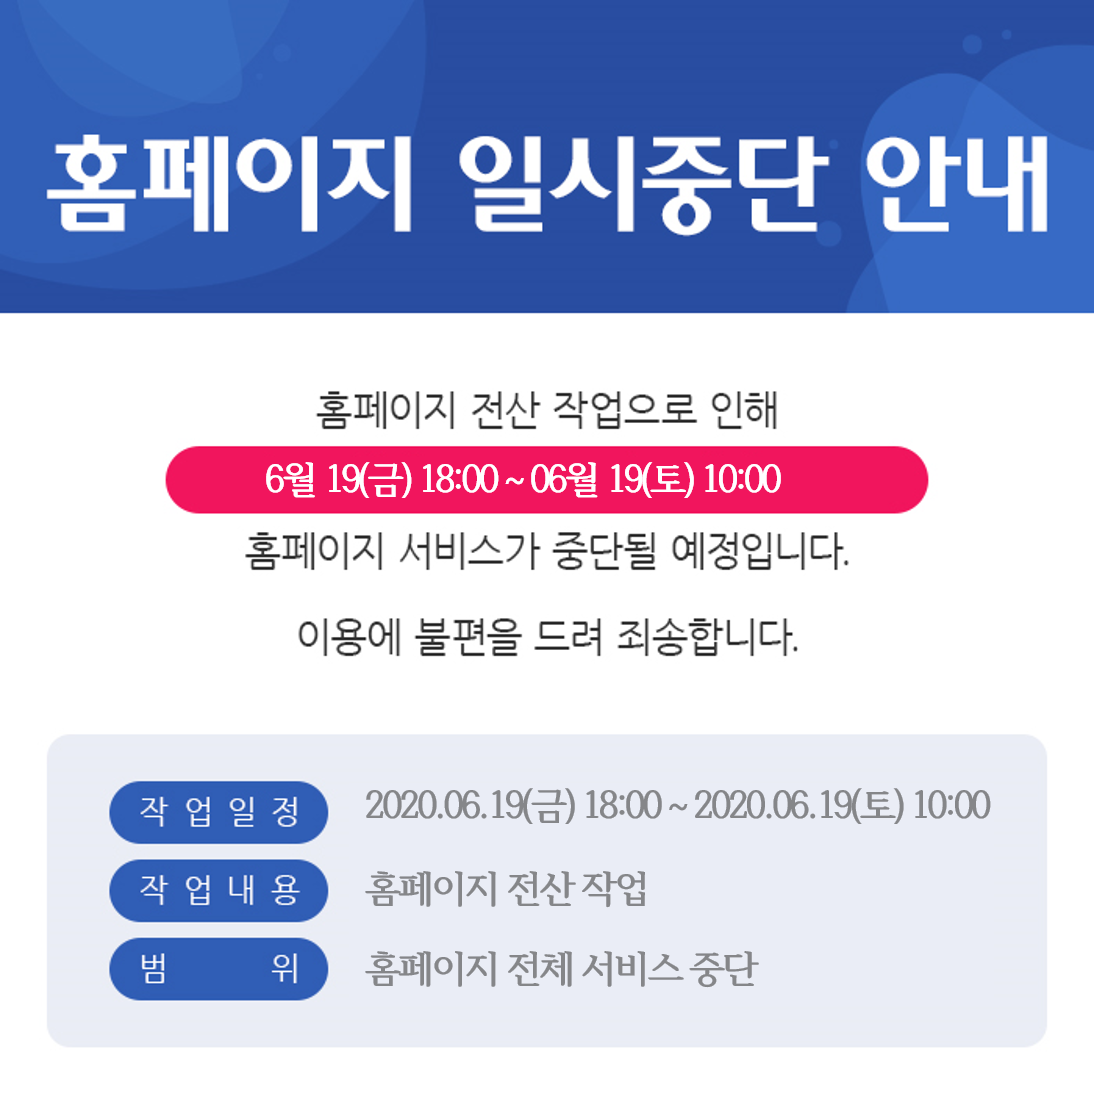 홈페이지 일시중단 안내
홈페이지 전산 작업으로 인해
6월 19(금) 18:00 ~ 06월 19(토) 10:00
홈페이지 서비스가 중단될 예정입니다.
이용에 불편을 드려 죄송합니다.
작업일정 2020.06.19(금) 18:00 ~ 2020.06.19(토) 10:00
작업내용 홈페이지 전산 작업
범위 홈페이지 전체 서비스 중단